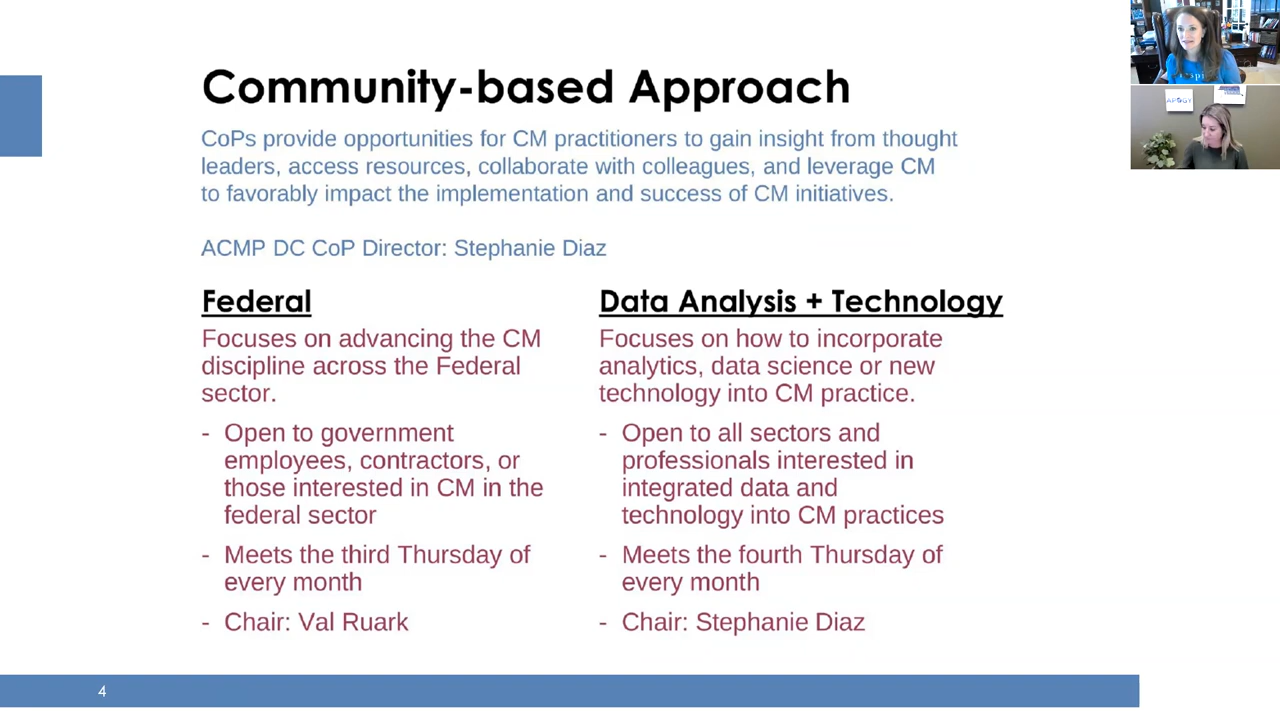 Community-based Approach
CoPs provide opportunities for CM practitioners to gain insight from thought
leaders, access resources, collaborate with colleagues, and leverage CM
to favorably impact the implementation and success of CM initiatives.
ACMP DC CoP Director: Stephanie Diaz
Federal
Focuses on advancing the CM
discipline across the Federal
sector.
- Open to government
employees, contractors, or
those interested in CM in the
federal sector
- Meets the third Thursday of
every month
- Chair: Val Ruark
Data Analysis + Technology
Focuses on how to incorporate
analytics, data science or new
technology into CM practice.
- Open to all sectors and
professionals interested in
integrated data and
technology into CM practices
- Meets the fourth Thursday of
every month
- Chair: Stephanie Diaz
4
APOGY